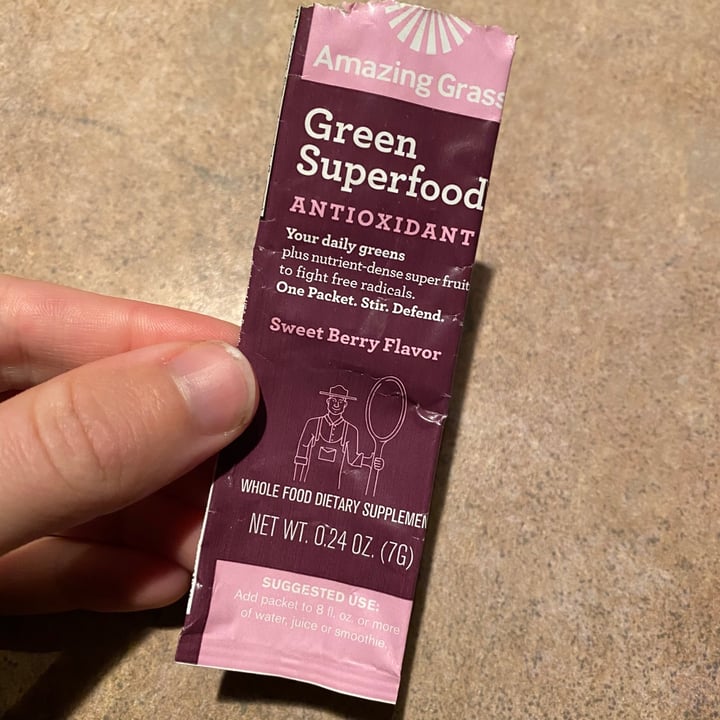 Amazing Grass
Green
Superfood
ANTIOXIDANT
Your daily greens
plus nutrient-dense super fruit
to fight free radicals.
One Packet. Stir. Defend.
Sweet Berry Flavor
WHOLE FOOD DIETARY SUPPLEMEN
NET WT. 0.24 OZ. (7G)
SUGGESTED USE:
Add packet to 8 fl. oz. or more
of water, juice or smoothie.